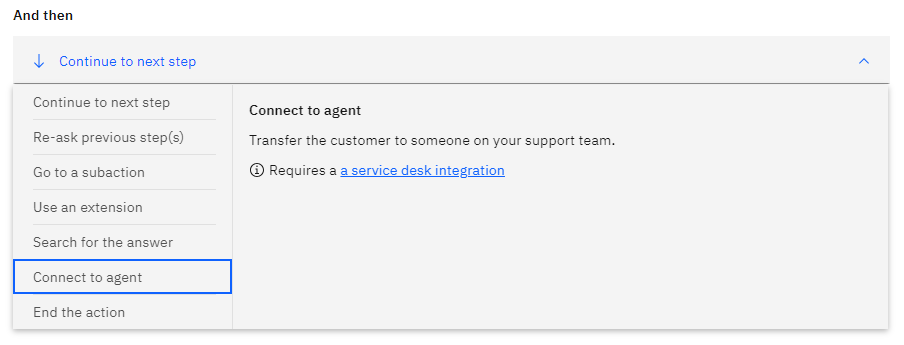 And then
Continue to next step
Continue to next step
Re-ask previous step(s)
Go to a subaction
Use an extension
Search for the answer
Connect to agent
End the action
Connect to agent
Transfer the customer to someone on your support team.
Requires a a service desk integration